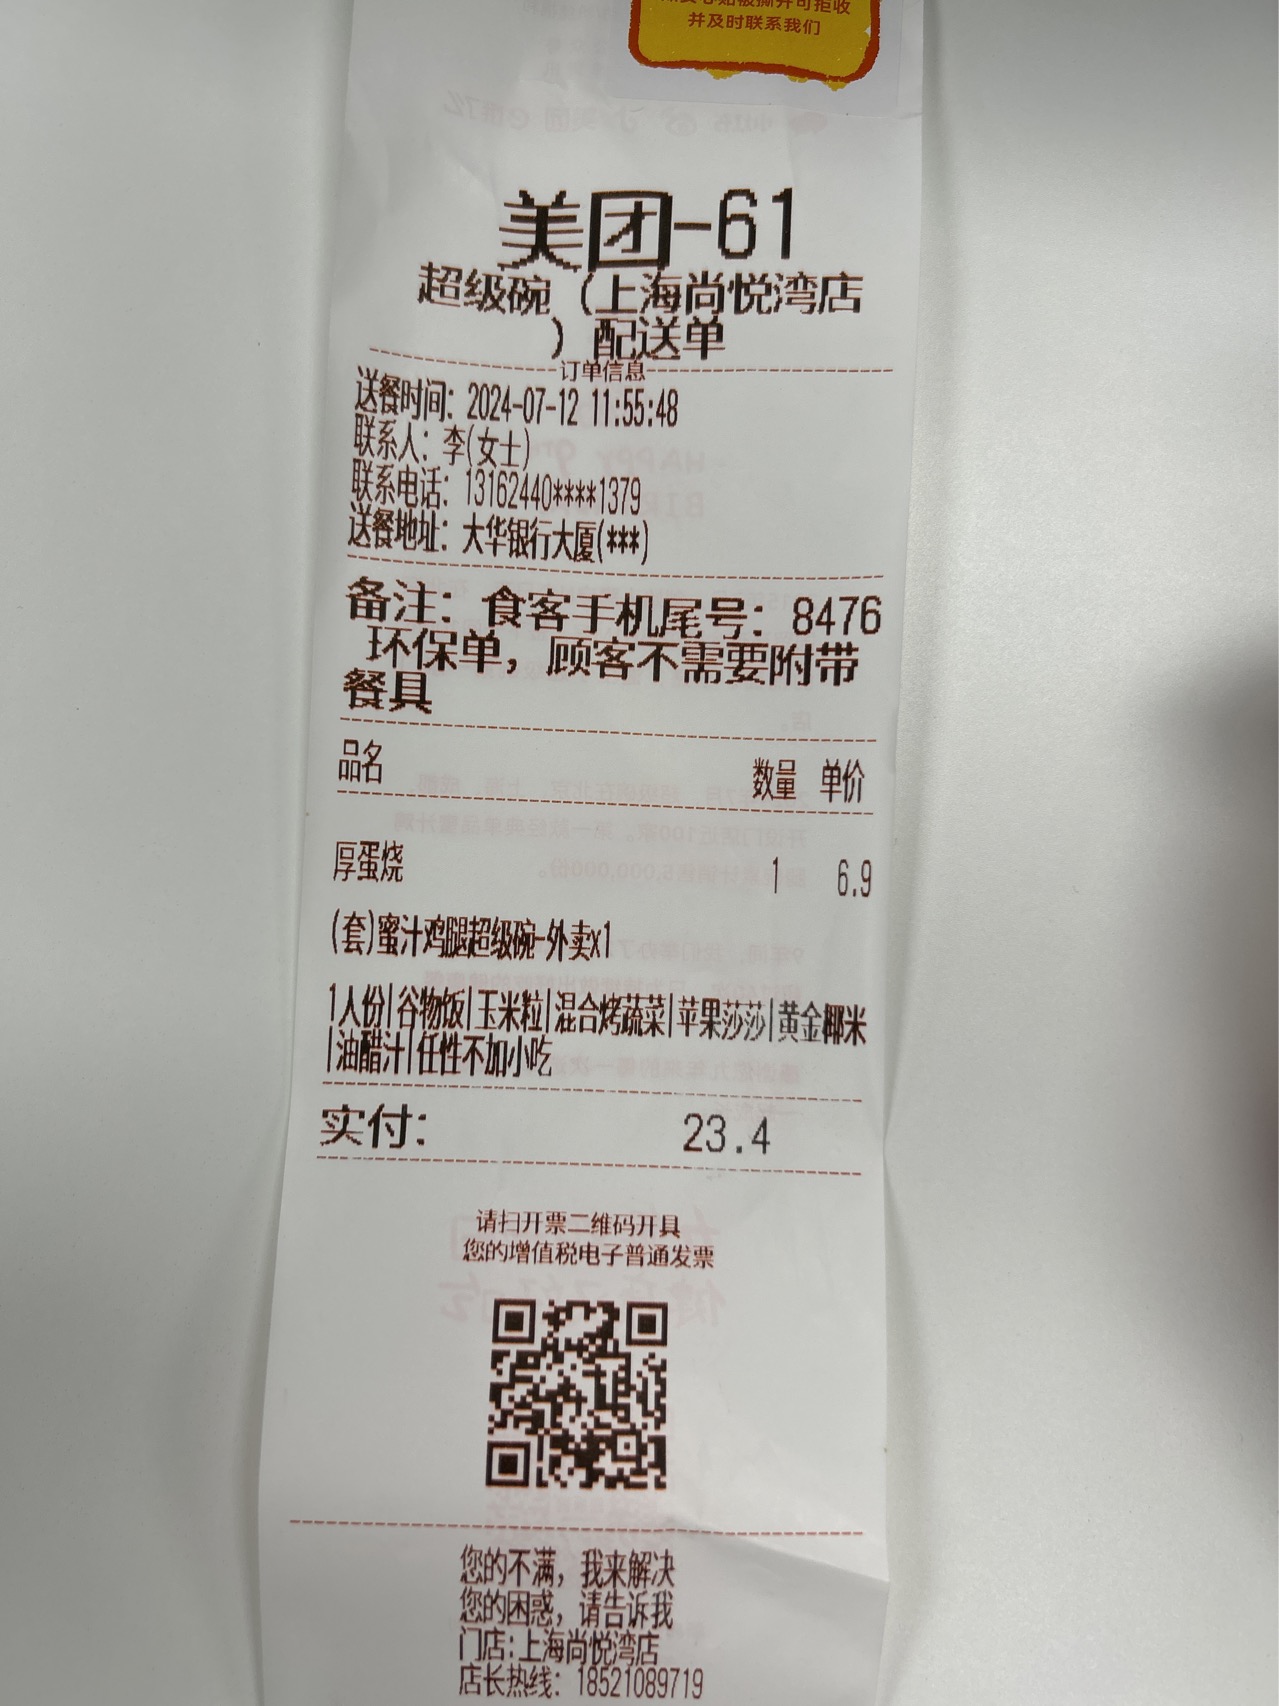 并及时联系我们
美团-61
超级碗（上海尚悦湾店
）配送单
订单信息
送餐时间：2024-07-12 11:55:48
联系人：李(女士)
联系电话：13162440****1379
送餐地址：大华银行大厦(***)
备注：食客手机尾号：8476
环保单，顾客不需要附带
餐具
品名 数量 单价
厚蛋烧 1 6.9
(套)蜜汁鸡腿超级碗-外卖x1
1人份|谷物饭|玉米粒|混合烤蔬菜|苹果莎莎|黄金椰米
|油醋汁|任性不加小吃
实付: 23.4
请扫开票二维码开具
您的增值税电子普通发票
您的不满，我来解决
您的困惑，请告诉我
门店:上海尚悦湾店
店长热线：18521089719